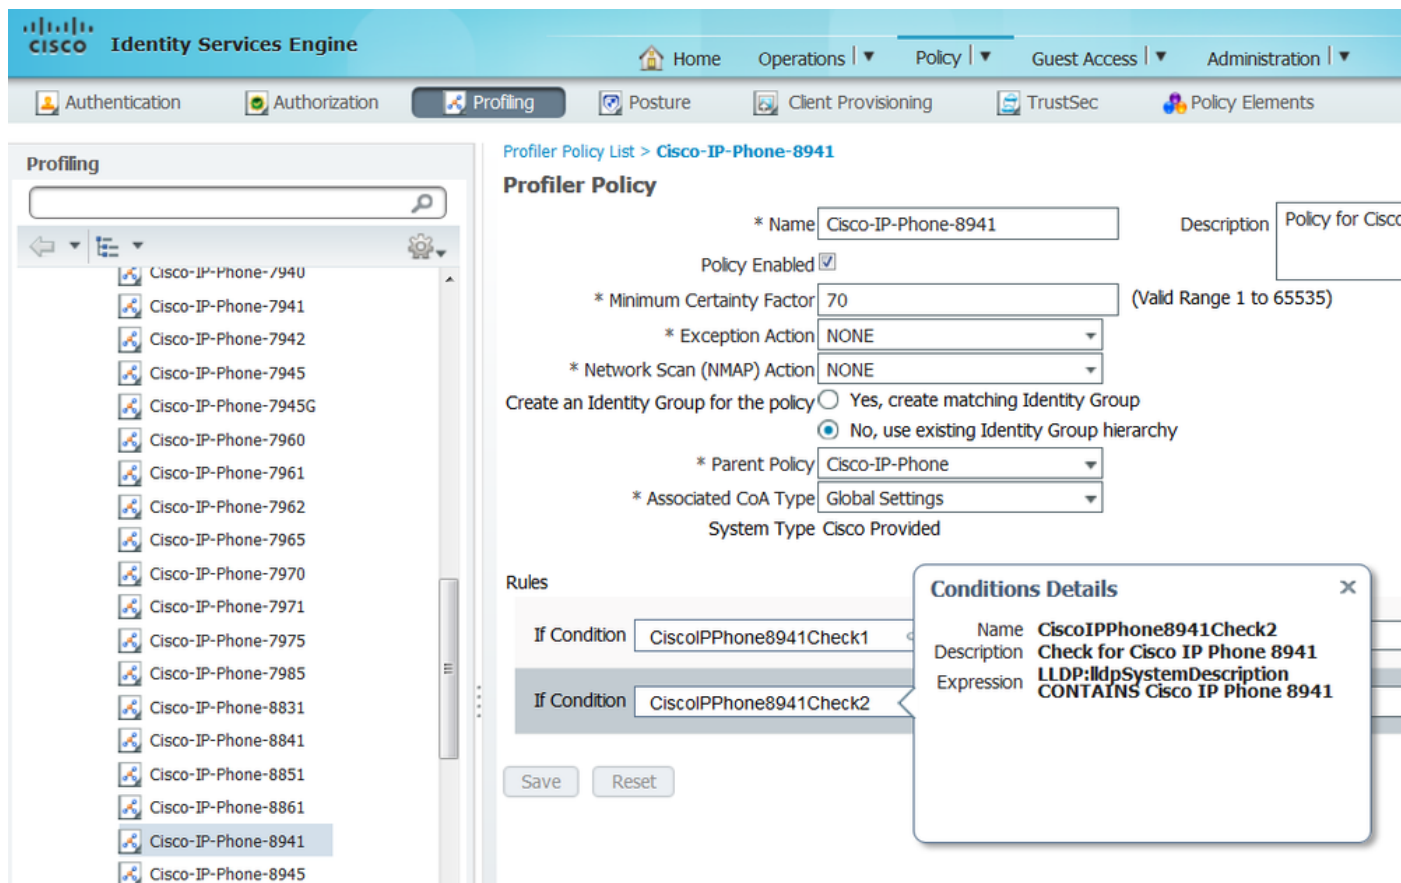 CISCO Identity Services Engine
Home Operations Policy Guest Access Administration
Authentication Authorization Profiling Posture Client Provisioning TrustSec Policy Elements
Profiling
Cisco-IP-Phone-7940
Cisco-IP-Phone-7941
Cisco-IP-Phone-7942
Cisco-IP-Phone-7945
Cisco-IP-Phone-7945G
Cisco-IP-Phone-7960
Cisco-IP-Phone-7961
Cisco-IP-Phone-7962
Cisco-IP-Phone-7965
Cisco-IP-Phone-7970
Cisco-IP-Phone-7971
Cisco-IP-Phone-7975
Cisco-IP-Phone-7985
Cisco-IP-Phone-8831
Cisco-IP-Phone-8841
Cisco-IP-Phone-8851
Cisco-IP-Phone-8861
Cisco-IP-Phone-8941
Cisco-IP-Phone-8945
Profiler Policy List > Cisco-IP-Phone-8941
Profiler Policy
* Name Cisco-IP-Phone-8941 Description Policy for Cisco
Policy Enabled
* Minimum Certainty Factor 70 (Valid Range 1 to 65535)
* Exception Action NONE
* Network Scan (NMAP) Action NONE
Create an Identity Group for the policy Yes, create matching Identity Group
No, use existing Identity Group hierarchy
* Parent Policy Cisco-IP-Phone
* Associated CoA Type Global Settings
System Type Cisco Provided
Rules
If Condition CiscoIPPhone8941Check1
If Condition CiscoIPPhone8941Check2
Conditions Details
Name CiscoIPPhone8941Check2
Description Check for Cisco IP Phone 8941
Expression LLDP:lldpSystemDescription
CONTAINS Cisco IP Phone 8941
Save Reset